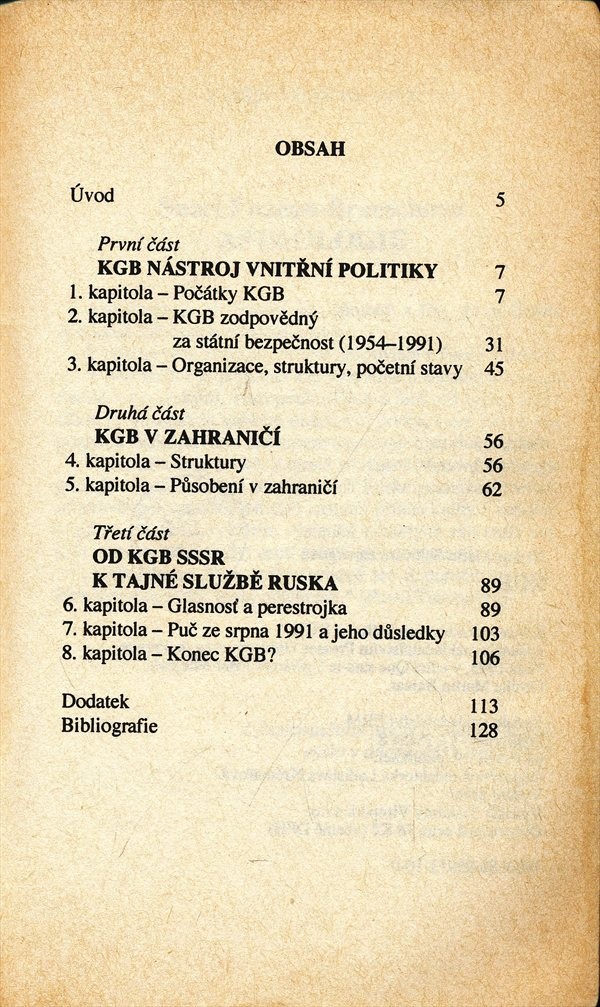 OBSAH
Úvod 5
První část
KGB NÁSTROJ VNITŘNÍ POLITIKY 7
1. kapitola – Počátky KGB 7
2. kapitola – KGB zodpovědný
za státní bezpečnost (1954–1991) 31
3. kapitola – Organizace, struktury, početní stavy 45
Druhá část
KGB V ZAHRANIČÍ 56
4. kapitola – Struktury 56
5. kapitola – Působení v zahraničí 62
Třetí část
OD KGB SSSR
K TAJNÉ SLUŽBĚ RUSKA 89
6. kapitola – Glasnosť a perestrojka 89
7. kapitola – Puč ze srpna 1991 a jeho důsledky 103
8. kapitola – Konec KGB? 106
Dodatek 113
Bibliografie 128